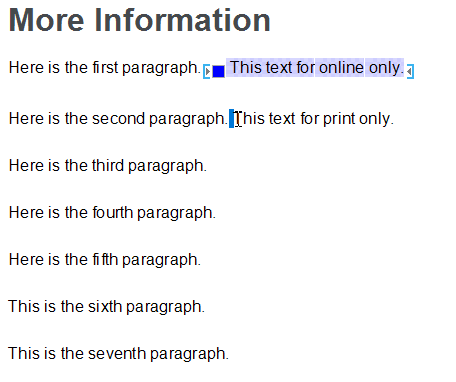 More Information
Here is the first paragraph. This text for online only.
Here is the second paragraph. This text for print only.
Here is the third paragraph.
Here is the fourth paragraph.
Here is the fifth paragraph.
This is the sixth paragraph.
This is the seventh paragraph.